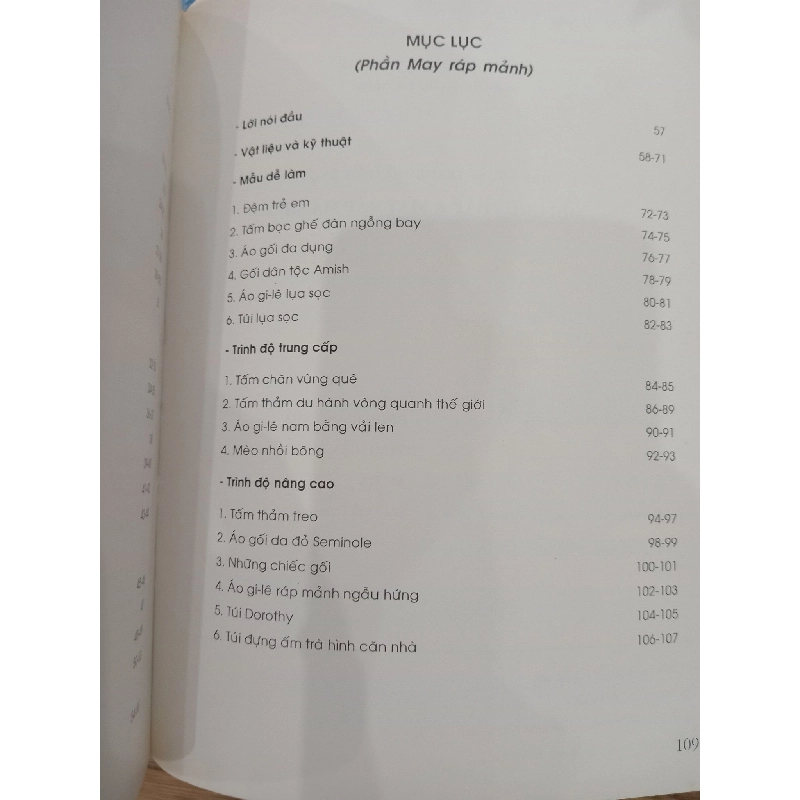 MỤC LỤC
(Phần May ráp mảnh)
- Lời nói đầu 57
- Vật liệu và kỹ thuật 58-71
- Mẫu dễ làm
1. Đệm trẻ em 72-73
2. Tấm bọc ghế đàn ngỗng bay 74-75
3. Áo gối đa dụng 76-77
4. Gối dân tộc Amish 78-79
5. Áo gi-lê lụa sọc 80-81
6. Túi lụa sọc 82-83
- Trình độ trung cấp
1. Tấm chăn vùng quê 84-85
2. Tấm thảm du hành vòng quanh thế giới 86-89
3. Áo gi-lê nam bằng vải len 90-91
4. Mèo nhồi bông 92-93
- Trình độ nâng cao
1. Tấm thảm treo 94-97
2. Áo gối da đỏ Seminole 98-99
3. Những chiếc gối 100-101
4. Áo gi-lê ráp mảnh ngẫu hứng 102-103
5. Túi Dorothy 104-105
6. Túi đựng ấm trà hình căn nhà 106-107
109